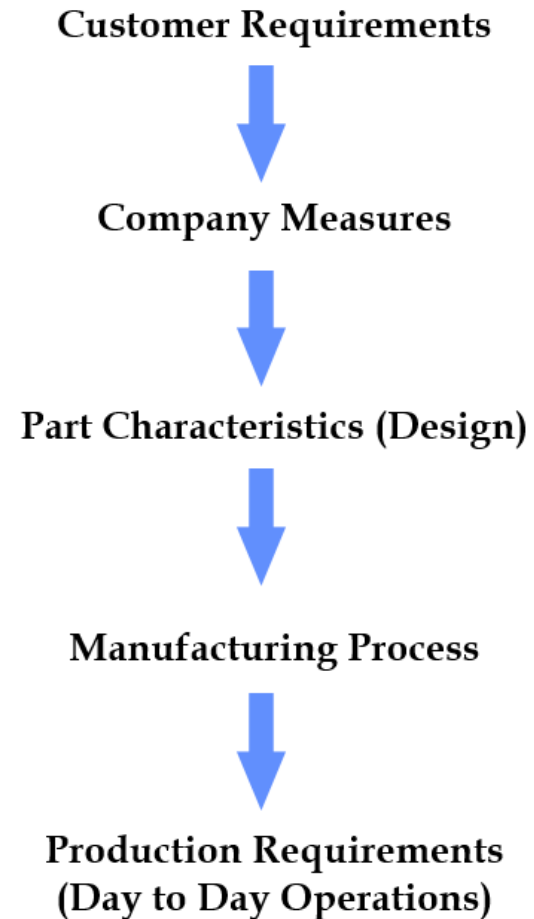 Customer Requirements
Company Measures
Part Characteristics (Design)
Manufacturing Process
Production Requirements
(Day to Day Operations)